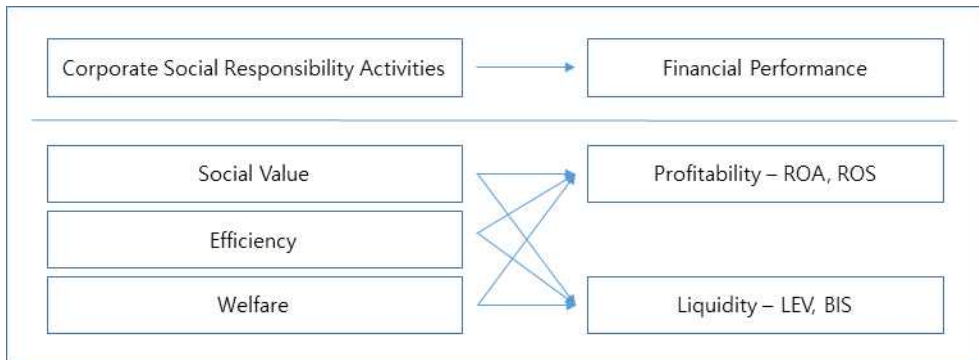 Corporate Social Responsibility Activities
Financial Performance
Social Value
Profitability – ROA, ROS
Efficiency
Welfare
Liquidity – LEV, BIS